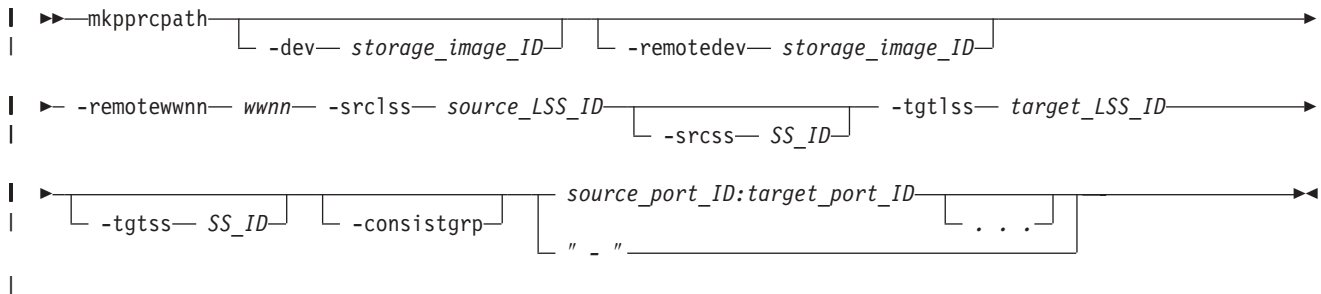 mkpprcpath
-dev storage_image_ID -remotedev storage_image_ID
-remotewwnn wwnn -srclss source_LSS_ID -tgtlss target_LSS_ID
-srcss SS_ID
source_port_ID:target_port_ID
-tgtss SS_ID -consistgrp . . .
" - "